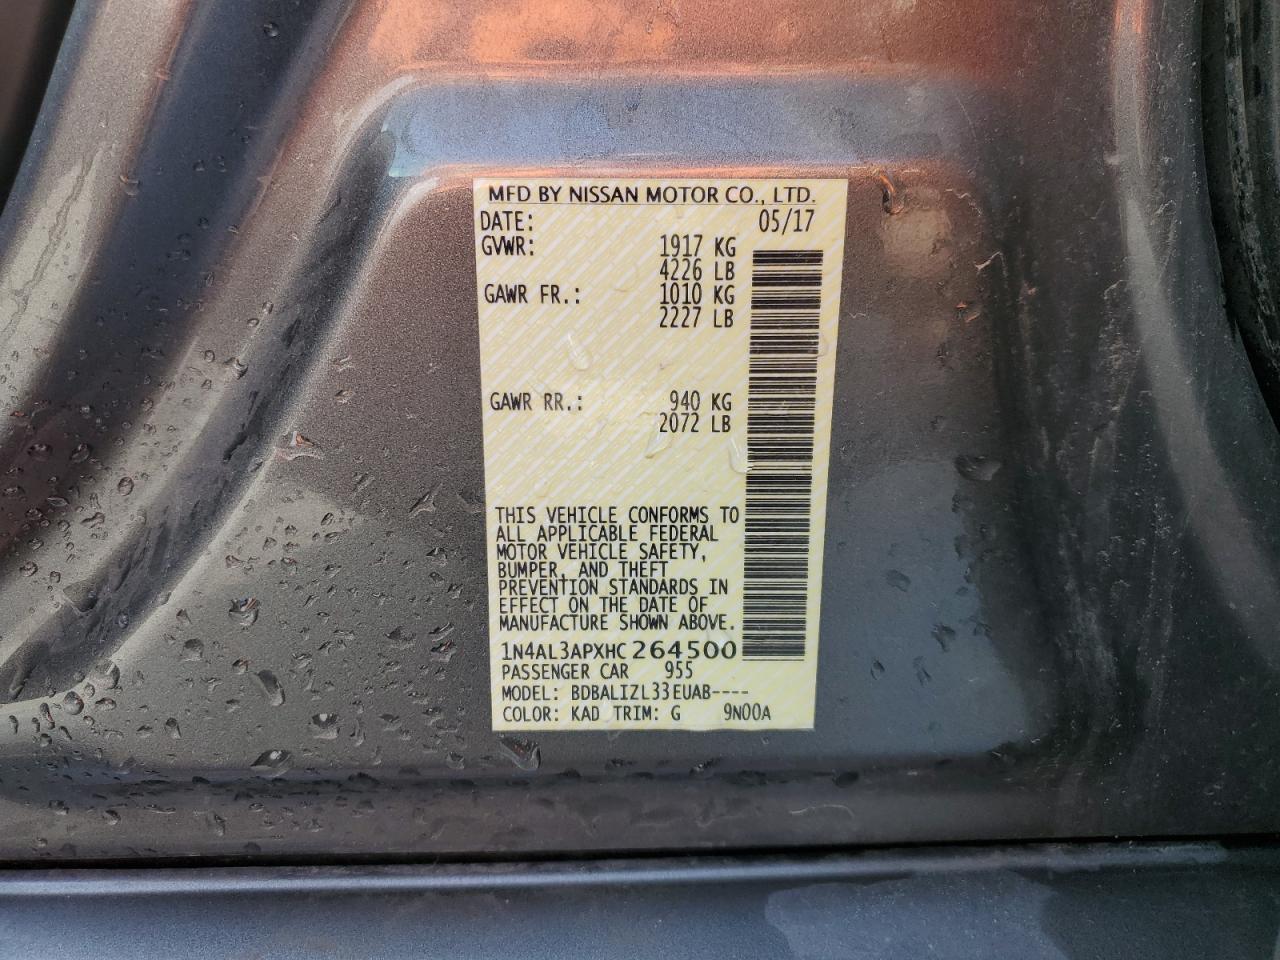 MFD BY NISSAN MOTOR CO., LTD.
DATE: 05/17
GVWR: 1917 KG
4226 LB
GAWR FR.: 1010 KG
2227 LB
GAWR RR.: 940 KG
2072 LB
THIS VEHICLE CONFORMS TO
ALL APPLICABLE FEDERAL
MOTOR VEHICLE SAFETY,
BUMPER, AND THEFT
PREVENTION STANDARDS IN
EFFECT ON THE DATE OF
MANUFACTURE SHOWN ABOVE.
1N4AL3APXHC264500
PASSENGER CAR 955
MODEL: BDBALIZL33EUAB----
COLOR: KAD TRIM: G 9N00A